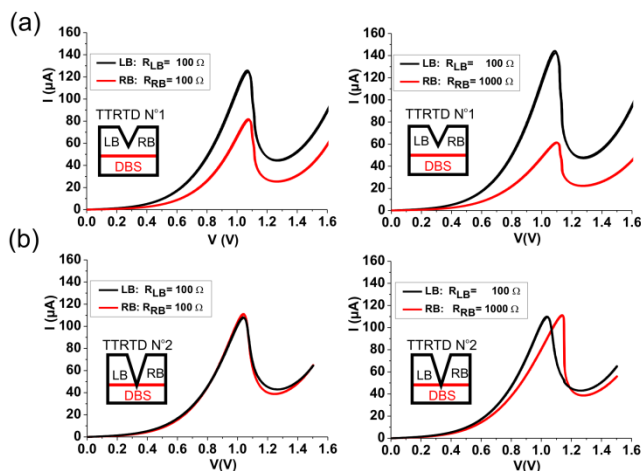 (a)
160
140
120
100
80
60
40
20
0
I (µA)
LB: R_LB= 100 Ω
RB: R_RB= 100 Ω
TTRTD N°1
LB RB
DBS
0.0 0.2 0.4 0.6 0.8 1.0 1.2 1.4 1.6
V (V)
160
140
120
100
80
60
40
20
0
I (µA)
LB: R_LB= 100 Ω
RB: R_RB= 1000 Ω
TTRTD N°1
LB RB
DBS
0.0 0.2 0.4 0.6 0.8 1.0 1.2 1.4 1.6
V(V)
(b)
160
140
120
100
80
60
40
20
0
I (µA)
LB: R_LB= 100 Ω
RB: R_RB= 100 Ω
TTRTD N°2
LB RB
DBS
0.0 0.2 0.4 0.6 0.8 1.0 1.2 1.4 1.6
V(V)
160
140
120
100
80
60
40
20
0
I (µA)
LB: R_LB= 100 Ω
RB: R_RB= 1000 Ω
TTRTD N°2
LB RB
DBS
0.0 0.2 0.4 0.6 0.8 1.0 1.2 1.4 1.6
V(V)